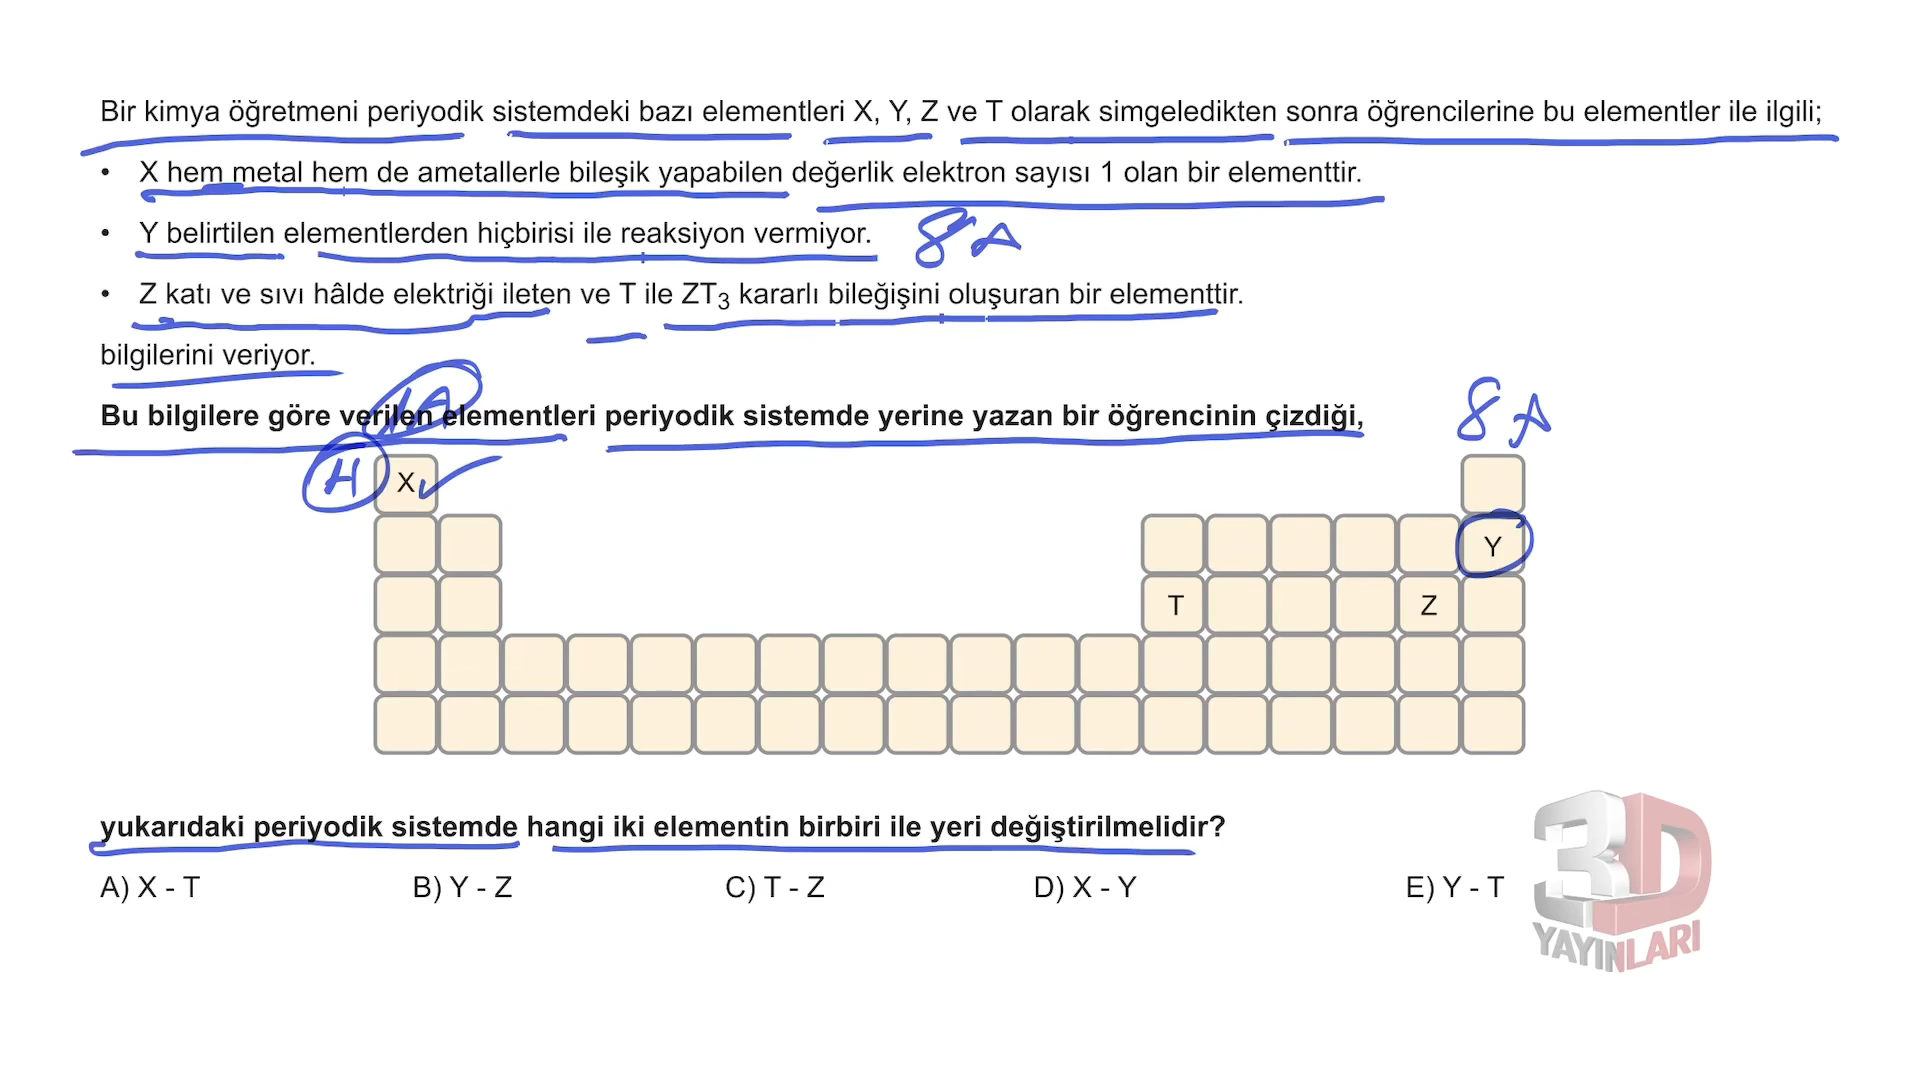 Bir kimya öğretmeni periyodik sistemdeki bazı elementleri X, Y, Z ve T olarak simgeledikten sonra öğrencilerine bu elementler ile ilgili;
• X hem metal hem de ametallerle bileşik yapabilen değerlik elektron sayısı 1 olan bir elementtir.
• Y belirtilen elementlerden hiçbirisi ile reaksiyon vermiyor. 8A
• Z katı ve sıvı hâlde elektriği ileten ve T ile ZT₃ kararlı bileğişini oluşuran bir elementtir.
bilgilerini veriyor.
1A
Bu bilgilere göre verilen elementleri periyodik sistemde yerine yazan bir öğrencinin çizdiği, 8A
H X
Y
T Z
yukarıdaki periyodik sistemde hangi iki elementin birbiri ile yeri değiştirilmelidir?
A) X - T B) Y - Z C) T - Z D) X - Y E) Y - T
3D
YAYINLARI